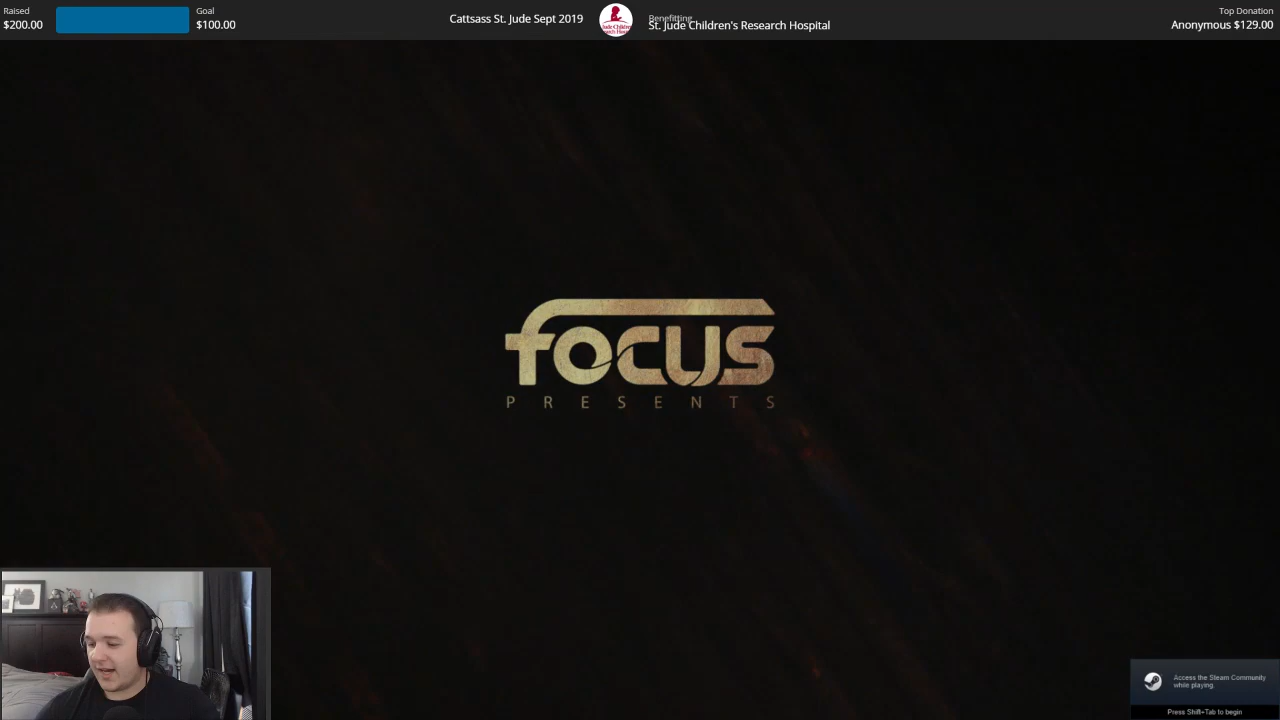 Raised
$200.00
Goal
$100.00
Cattsass St. Jude Sept 2019
Benefitting
St. Jude Children's Research Hospital
Top Donation
Anonymous $129.00
focus
PRESENTS
Access the Steam Community
while playing.
Press Shift+Tab to begin